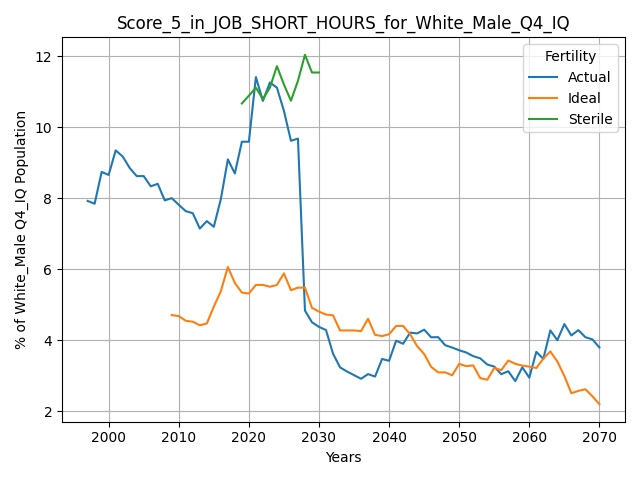 Score_5_in_JOB_SHORT_HOURS_for_White_Male_Q4_IQ
% of White_Male Q4_IQ Population
12
10
8
6
4
2
Fertility
Actual
Ideal
Sterile
2000 2010 2020 2030 2040 2050 2060 2070
Years